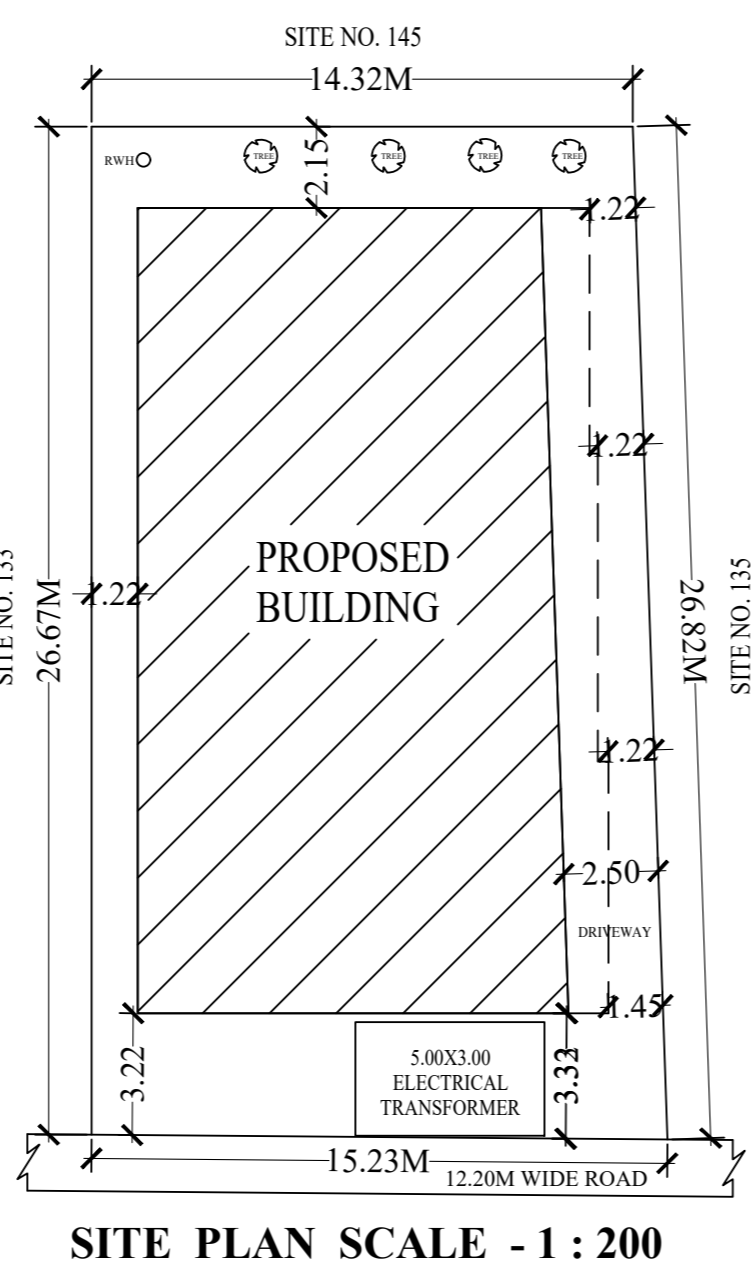 SITE NO. 145
14.32M
RWH
TREE
TREE
TREE
TREE
2.15
1.22
1.22
PROPOSED
BUILDING
1.22
SITE NO. 133
26.67M
26.82M
SITE NO. 135
1.22
2.50
DRIVEWAY
1.45
3.22
5.00X3.00
ELECTRICAL
TRANSFORMER
15.23M
12.20M WIDE ROAD
SITE PLAN SCALE - 1 : 200